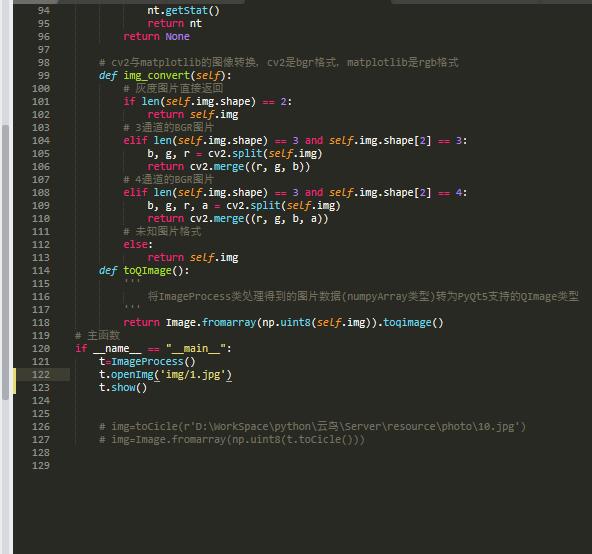 94 nt.getStat()
95 return nt
96 return None
97
98 # cv2与matplotlib的图像转换，cv2是bgr格式，matplotlib是rgb格式
99 def img_convert(self):
100 # 灰度图片直接返回
101 if len(self.img.shape) == 2:
102 return self.img
103 # 3通道的BGR图片
104 elif len(self.img.shape) == 3 and self.img.shape[2] == 3:
105 b, g, r = cv2.split(self.img)
106 return cv2.merge((r, g, b))
107 # 4通道的BGR图片
108 elif len(self.img.shape) == 3 and self.img.shape[2] == 4:
109 b, g, r, a = cv2.split(self.img)
110 return cv2.merge((r, g, b, a))
111 # 未知图片格式
112 else:
113 return self.img
114 def toQImage():
115 '''
116 将ImageProcess类处理得到的图片数据(numpyArray类型)转为PyQt5支持的QImage类型
117 '''
118 return Image.fromarray(np.uint8(self.img)).toqimage()
119 # 主函数
120 if __name__ == "__main__":
121 t=ImageProcess()
122 t.openImg('img/1.jpg')
123 t.show()
124
125
126 # img=toCicle(r'D:\WorkSpace\python\云鸟\Server\resource\photo\10.jpg')
127 # img=Image.fromarray(np.uint8(t.toCicle()))
128
129